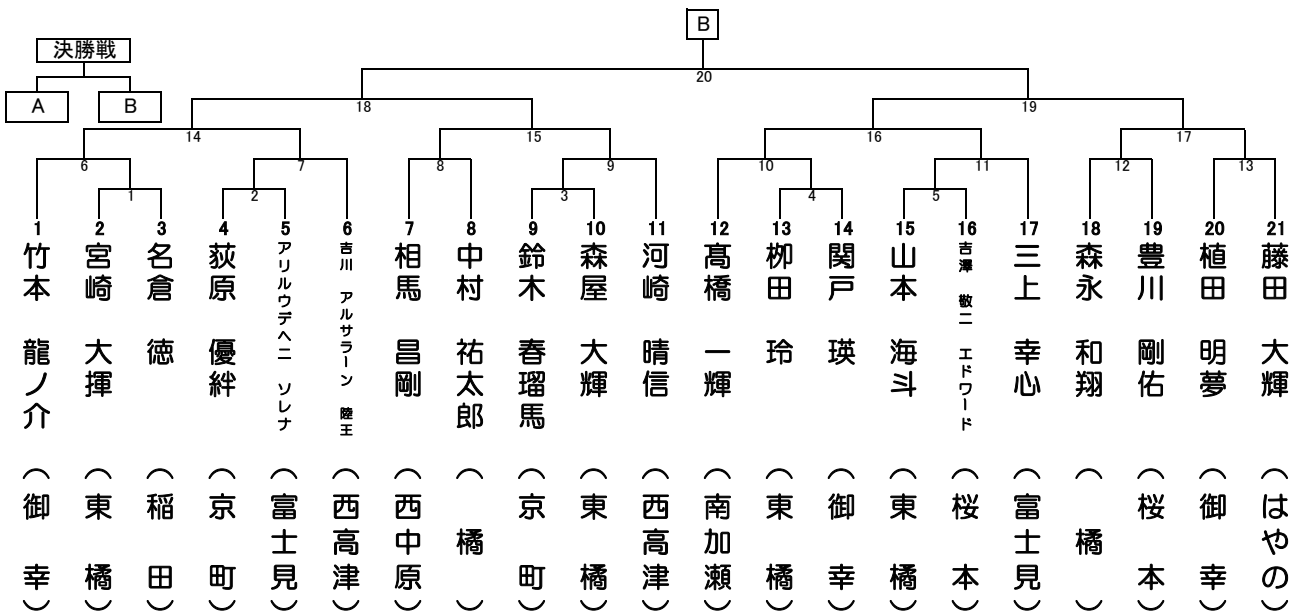 B
決勝戦
A
B
20
18
19
14
15
16
17
6
7
8
9
10
11
12
13
1
2
3
4
5
1 竹本 龍ノ介 (御幸)
2 宮崎 大揮 (東橘)
3 名倉 徳 (稲田)
4 荻原 優絆 (京町)
5 アリルウデヘニ ソレナ (富士見)
6 吉川 アルサラーン 陸王 (西高津)
7 相馬 昌剛 (西中原)
8 中村 祐太郎 (橘)
9 鈴木 春瑠馬 (京町)
10 森屋 大輝 (東橘)
11 河崎 晴信 (西高津)
12 髙橋 一輝 (南加瀬)
13 栁田 玲 (東橘)
14 関戸 瑛 (御幸)
15 山本 海斗 (東橘)
16 吉澤 敬二 エドワード (桜本)
17 三上 幸心 (富士見)
18 森永 和翔 (橘)
19 豊川 剛佑 (桜本)
20 植田 明夢 (御幸)
21 藤田 大輝 (はやの)